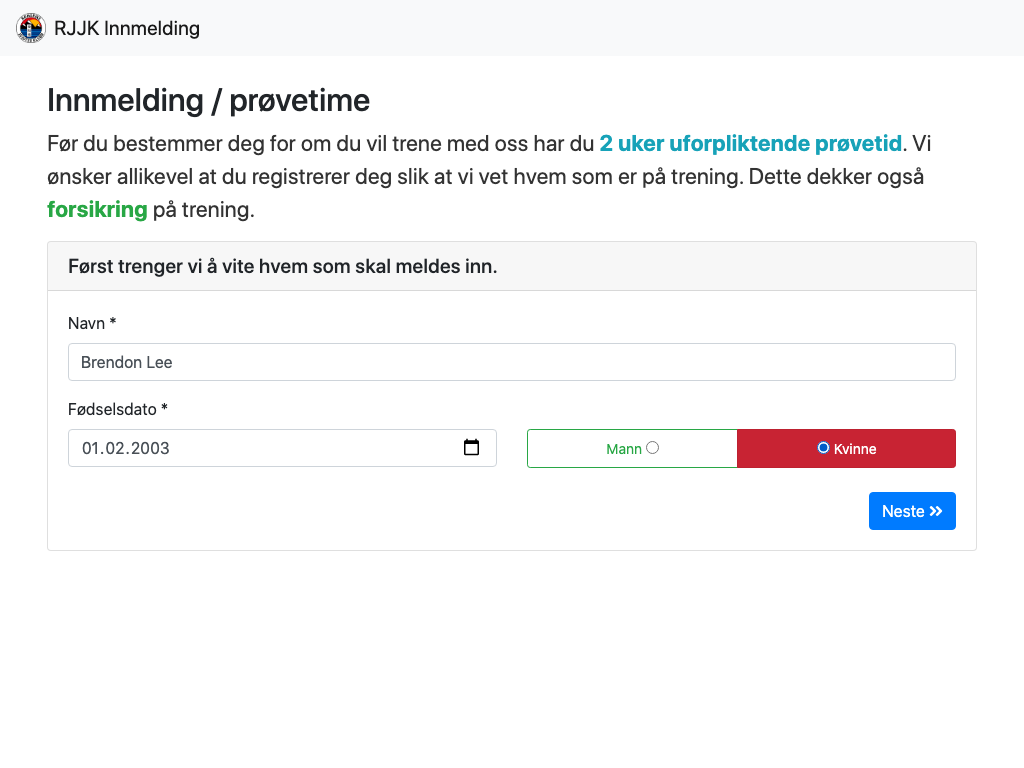 RJJK Innmelding
Innmelding / prøvetime
Før du bestemmer deg for om du vil trene med oss har du 2 uker uforpliktende prøvetid. Vi
ønsker allikevel at du registrerer deg slik at vi vet hvem som er på trening. Dette dekker også
forsikring på trening.
Først trenger vi å vite hvem som skal meldes inn.
Navn *
Brendon Lee
Fødselsdato *
01.02.2003
Mann
Kvinne
Neste »